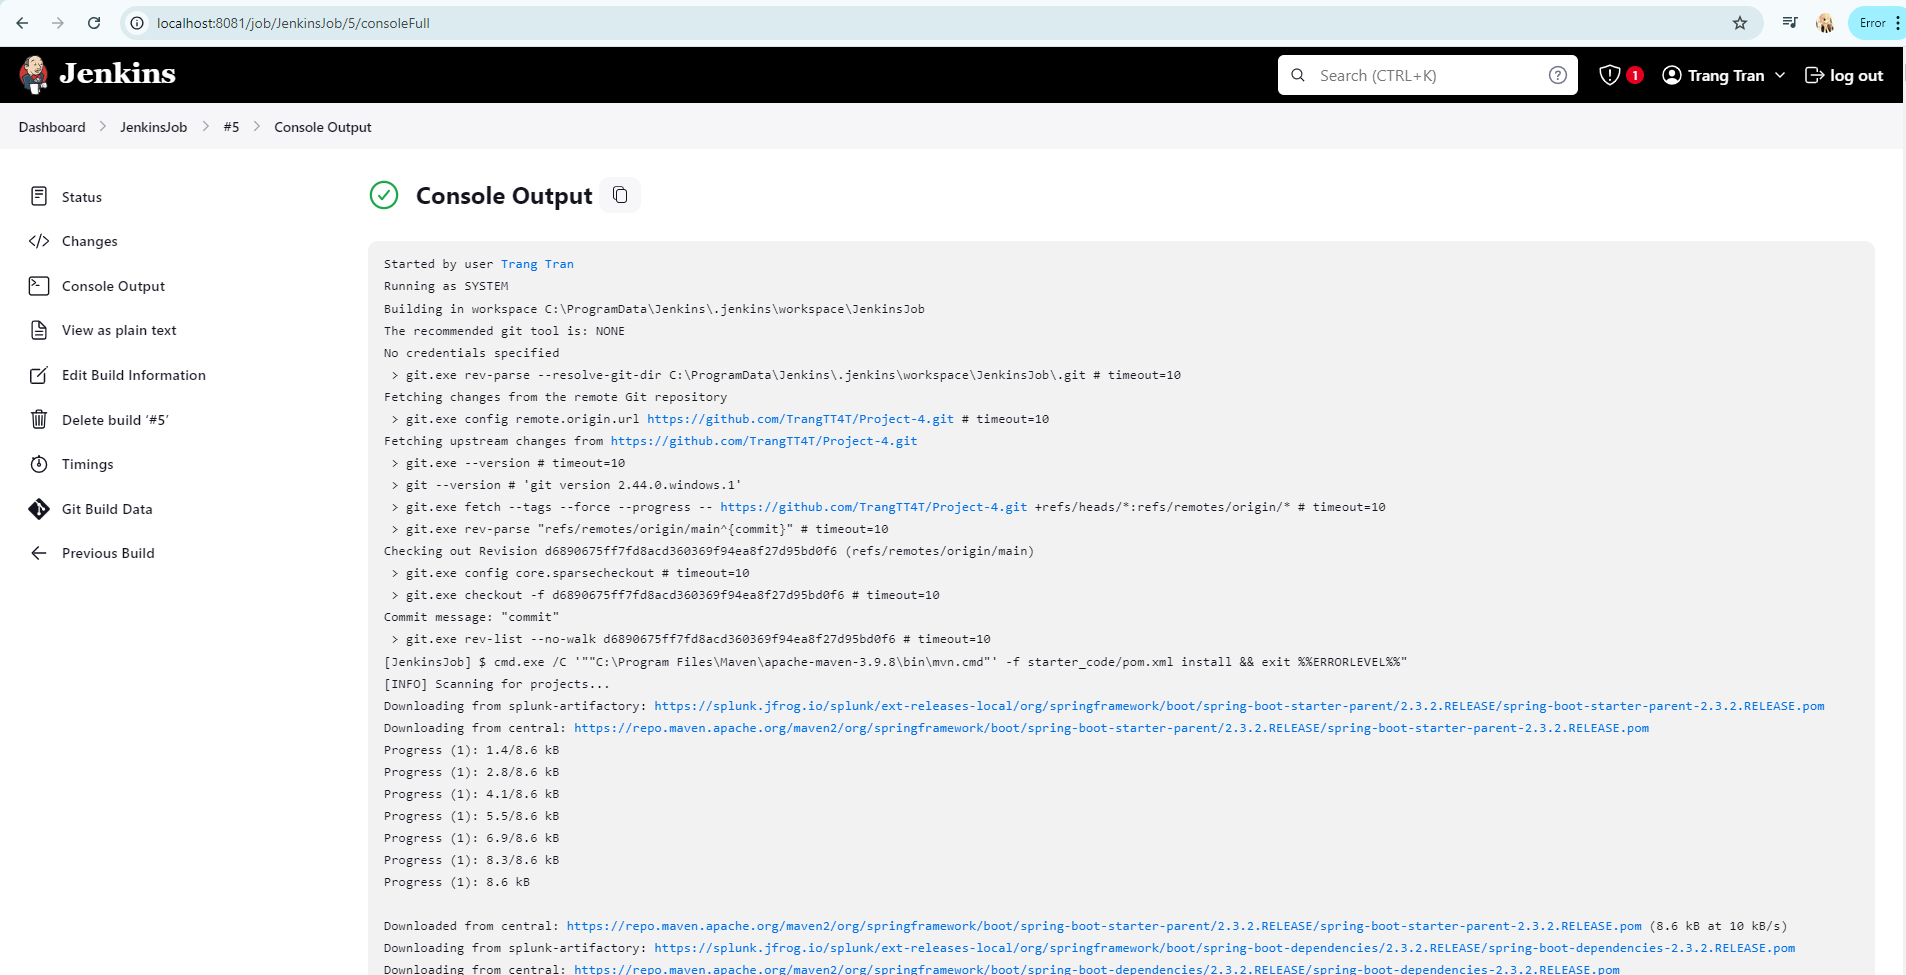 localhost:8081/job/JenkinsJob/5/consoleFull
Error
Jenkins
Search (CTRL+K)
1
Trang Tran
log out
Dashboard
JenkinsJob
#5
Console Output
Status
Changes
Console Output
View as plain text
Edit Build Information
Delete build ‘#5’
Timings
Git Build Data
Previous Build
Console Output
Started by user Trang Tran
Running as SYSTEM
Building in workspace C:\ProgramData\Jenkins\.jenkins\workspace\JenkinsJob
The recommended git tool is: NONE
No credentials specified
 > git.exe rev-parse --resolve-git-dir C:\ProgramData\Jenkins\.jenkins\workspace\JenkinsJob\.git # timeout=10
Fetching changes from the remote Git repository
 > git.exe config remote.origin.url https://github.com/TrangTT4T/Project-4.git # timeout=10
Fetching upstream changes from https://github.com/TrangTT4T/Project-4.git
 > git.exe --version # timeout=10
 > git --version # 'git version 2.44.0.windows.1'
 > git.exe fetch --tags --force --progress -- https://github.com/TrangTT4T/Project-4.git +refs/heads/*:refs/remotes/origin/* # timeout=10
 > git.exe rev-parse "refs/remotes/origin/main^{commit}" # timeout=10
Checking out Revision d6890675ff7fd8acd360369f94ea8f27d95bd0f6 (refs/remotes/origin/main)
 > git.exe config core.sparsecheckout # timeout=10
 > git.exe checkout -f d6890675ff7fd8acd360369f94ea8f27d95bd0f6 # timeout=10
Commit message: "commit"
 > git.exe rev-list --no-walk d6890675ff7fd8acd360369f94ea8f27d95bd0f6 # timeout=10
[JenkinsJob] $ cmd.exe /C '""C:\Program Files\Maven\apache-maven-3.9.8\bin\mvn.cmd"' -f starter_code/pom.xml install && exit %%ERRORLEVEL%%"
[INFO] Scanning for projects...
Downloading from splunk-artifactory: https://splunk.jfrog.io/splunk/ext-releases-local/org/springframework/boot/spring-boot-starter-parent/2.3.2.RELEASE/spring-boot-starter-parent-2.3.2.RELEASE.pom
Downloading from central: https://repo.maven.apache.org/maven2/org/springframework/boot/spring-boot-starter-parent/2.3.2.RELEASE/spring-boot-starter-parent-2.3.2.RELEASE.pom
Progress (1): 1.4/8.6 kB
Progress (1): 2.8/8.6 kB
Progress (1): 4.1/8.6 kB
Progress (1): 5.5/8.6 kB
Progress (1): 6.9/8.6 kB
Progress (1): 8.3/8.6 kB
Progress (1): 8.6 kB
Downloaded from central: https://repo.maven.apache.org/maven2/org/springframework/boot/spring-boot-starter-parent/2.3.2.RELEASE/spring-boot-starter-parent-2.3.2.RELEASE.pom (8.6 kB at 10 kB/s)
Downloading from splunk-artifactory: https://splunk.jfrog.io/splunk/ext-releases-local/org/springframework/boot/spring-boot-dependencies/2.3.2.RELEASE/spring-boot-dependencies-2.3.2.RELEASE.pom
Downloading from central: https://repo.maven.apache.org/maven2/org/springframework/boot/spring-boot-dependencies/2.3.2.RELEASE/spring-boot-dependencies-2.3.2.RELEASE.pom